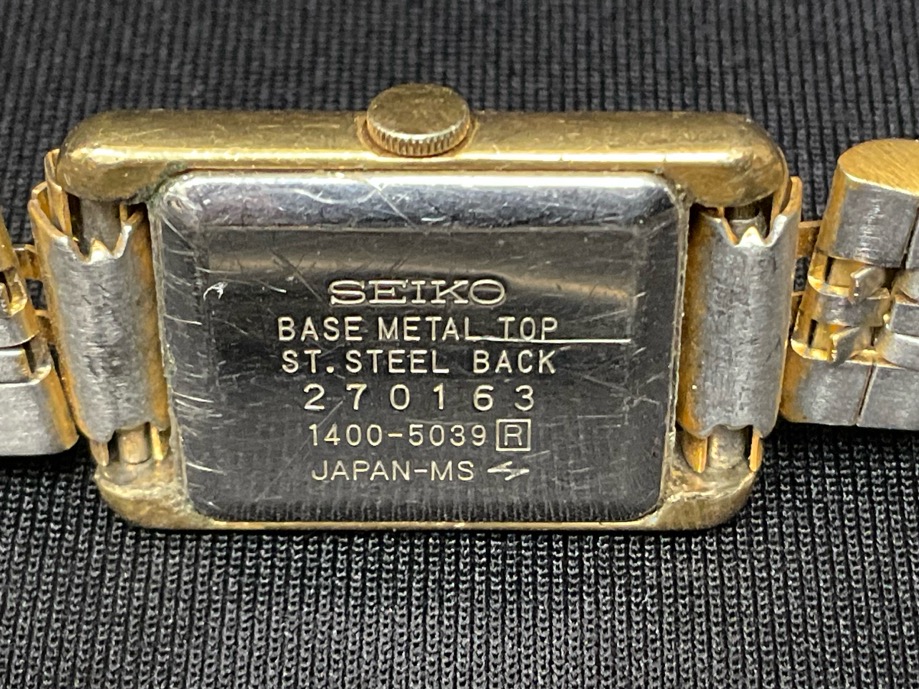 SEIKO
BASE METAL TOP
ST.STEEL BACK
270163
1400-5039 R
JAPAN-MS